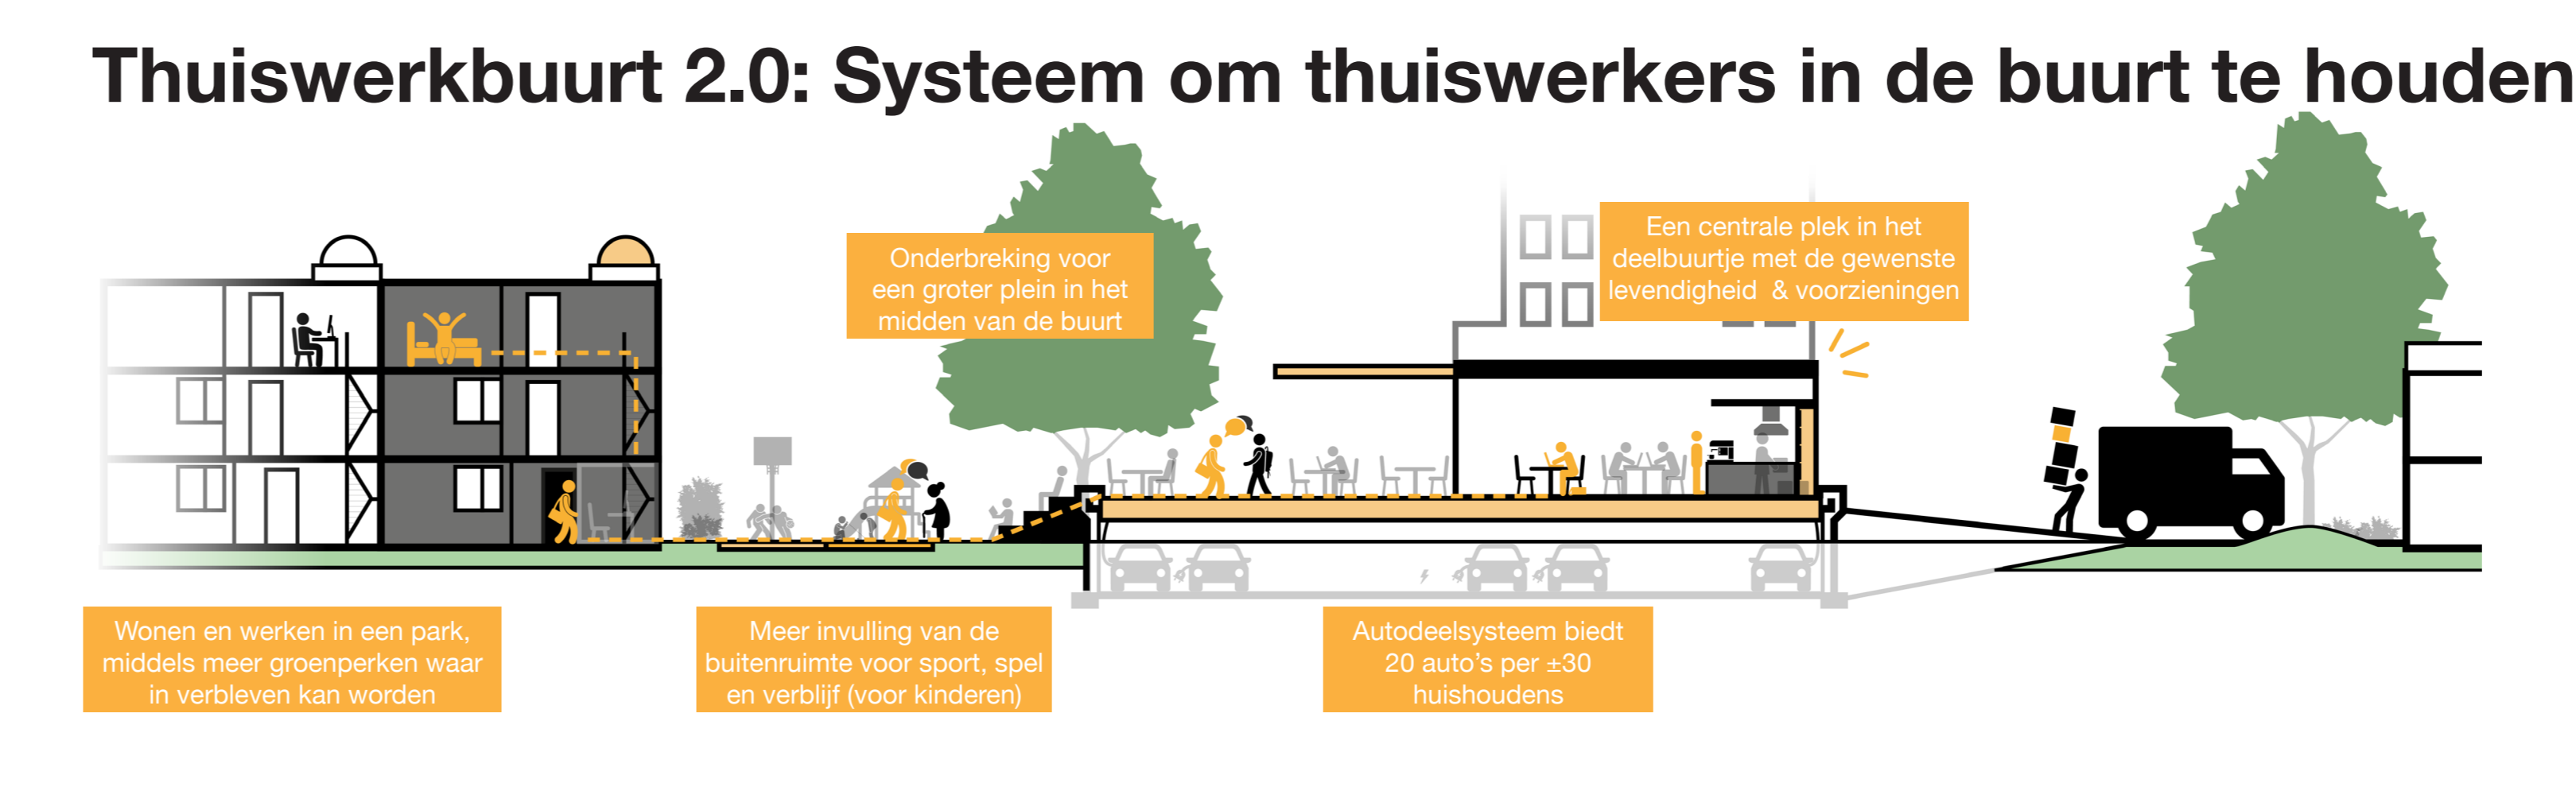 Thuiswerkbuurt 2.0: Systeem om thuiswerkers in de buurt te houden
Onderbreking voor
een groter plein in het
midden van de buurt
Een centrale plek in het
deelbuurtje met de gewenste
levendigheid & voorzieningen
Wonen en werken in een park,
middels meer groenperken waar
in verbleven kan worden
Meer invulling van de
buitenruimte voor sport, spel
en verblijf (voor kinderen)
Autodeelsysteem biedt
20 auto's per ±30
huishoudens